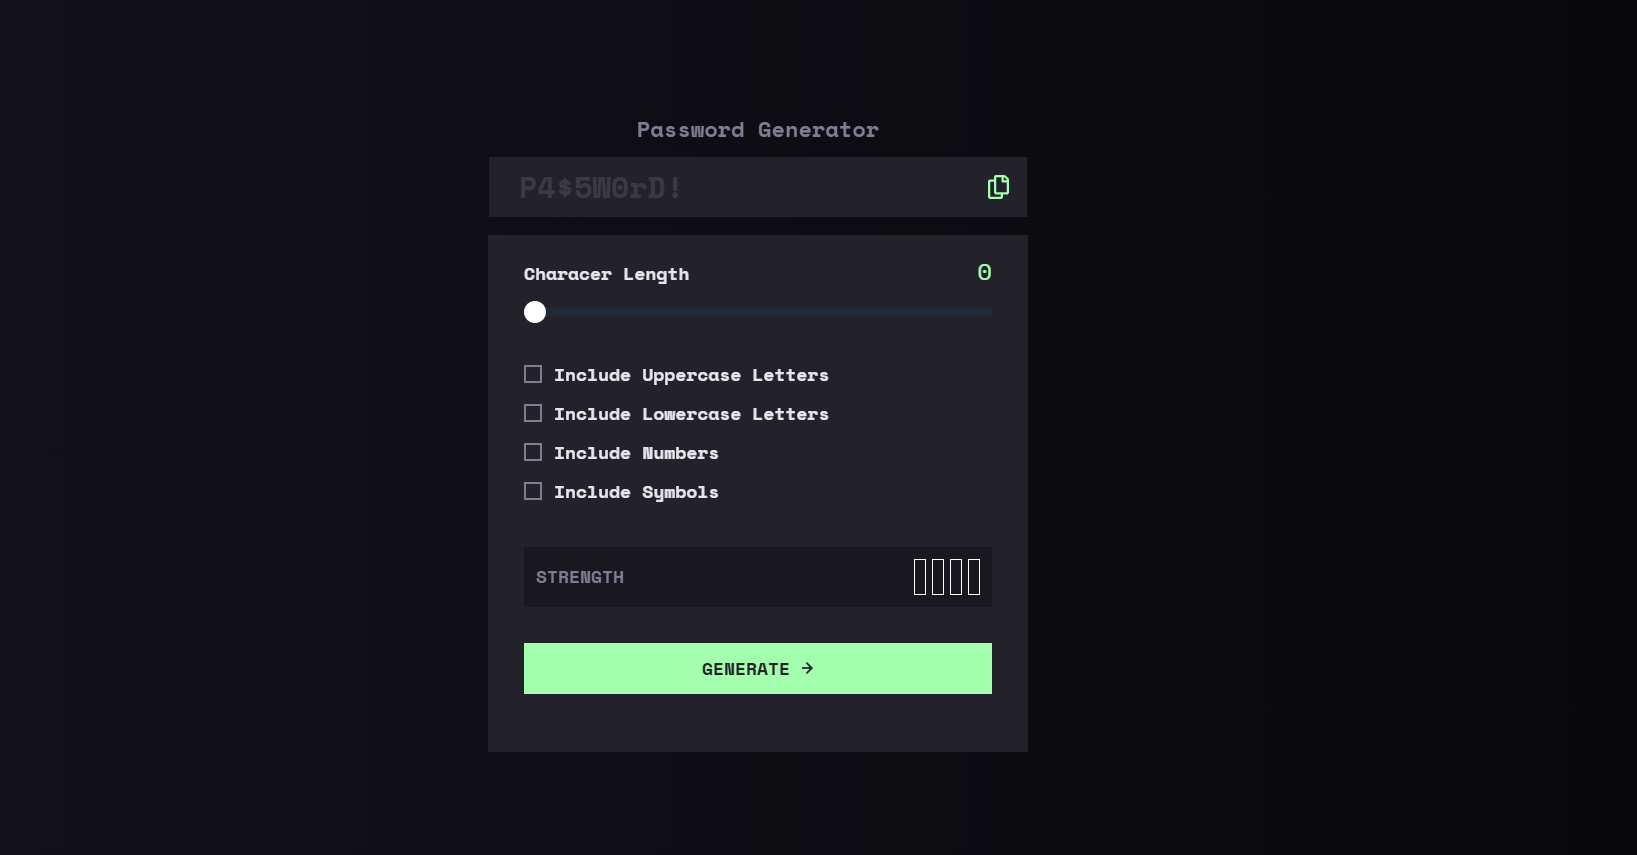 Password Generator
P4$5W0rD!
Characer Length
0
Include Uppercase Letters
Include Lowercase Letters
Include Numbers
Include Symbols
STRENGTH
GENERATE →